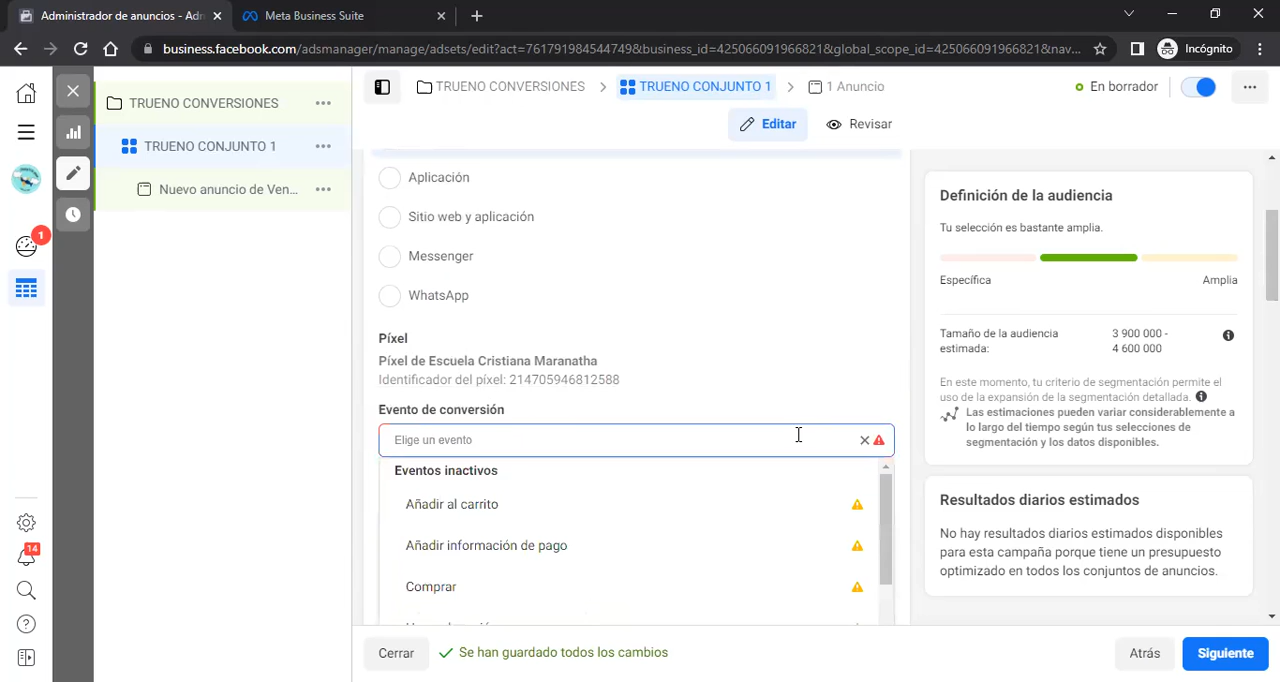 Administrador de anuncios - Adn
Meta Business Suite
business.facebook.com/adsmanager/manage/adsets/edit?act=761791984544749&business_id=425066091966821&global_scope_id=425066091966821&nav...
Incógnito
TRUENO CONVERSIONES
TRUENO CONJUNTO 1
1 Anuncio
En borrador
Editar
Revisar
TRUENO CONVERSIONES
TRUENO CONJUNTO 1
Nuevo anuncio de Ven...
1
14
Aplicación
Sitio web y aplicación
Messenger
WhatsApp
Píxel
Píxel de Escuela Cristiana Maranatha
Identificador del píxel: 214705946812588
Evento de conversión
Elige un evento
Eventos inactivos
Añadir al carrito
Añadir información de pago
Comprar
Definición de la audiencia
Tu selección es bastante amplia.
Específica
Amplia
Tamaño de la audiencia estimada:
3 900 000 -
4 600 000
En este momento, tu criterio de segmentación permite el
uso de la expansión de la segmentación detallada.
Las estimaciones pueden variar considerablemente a
lo largo del tiempo según tus selecciones de
segmentación y los datos disponibles.
Resultados diarios estimados
No hay resultados diarios estimados disponibles
para esta campaña porque tiene un presupuesto
optimizado en todos los conjuntos de anuncios.
Cerrar
Se han guardado todos los cambios
Atrás
Siguiente